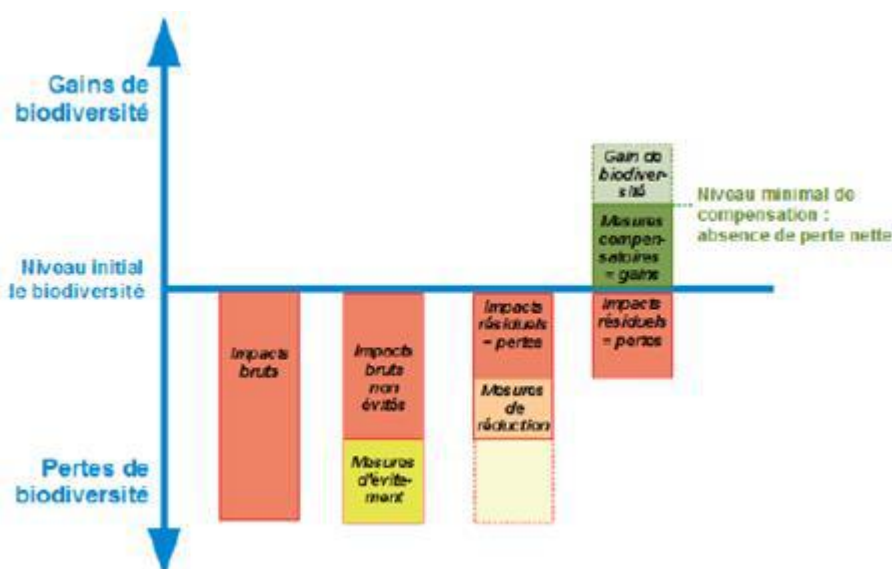 Gains de
biodiversité
Niveau initial
le biodiversité
Pertes de
biodiversité
Impacts
bruts
Impacts
bruts
non
évités
Mesures
d'évite-
ment
Impacts
résiduels
= pertes
Mesures
de
réduction
Gain de
biodiver-
sité
Mesures
compen-
satoires
= gains
Impacts
résiduels
= pertes
Niveau minimal de
compensation :
absence de perte nette